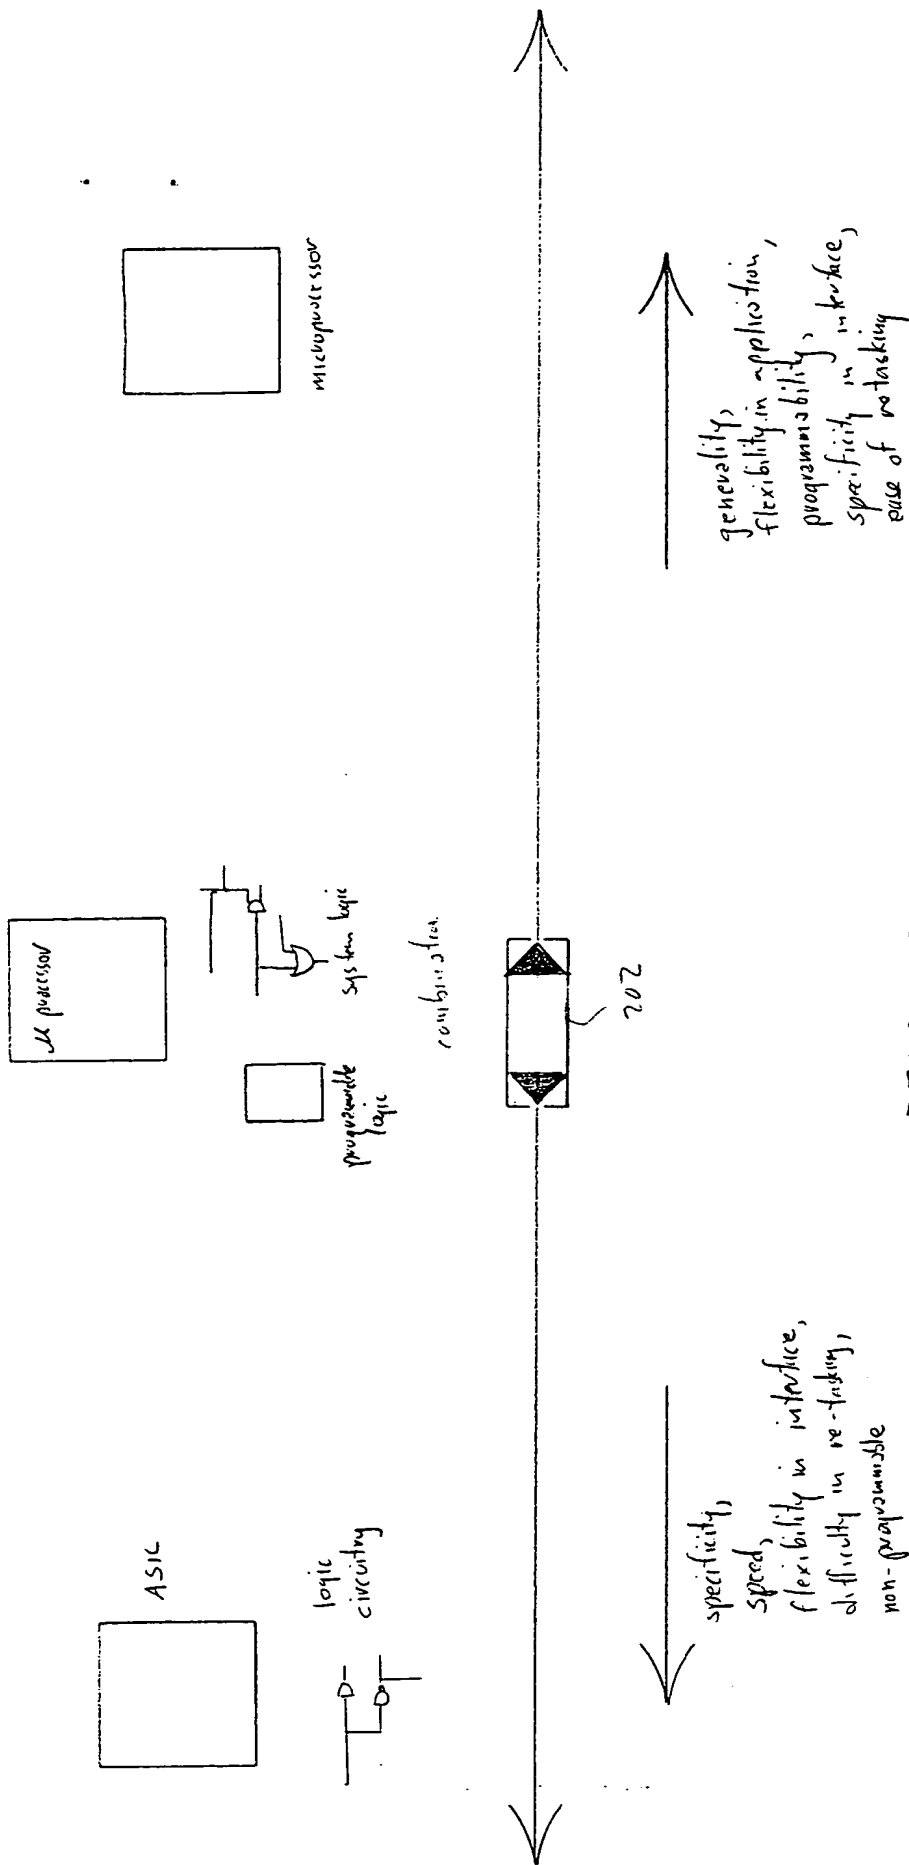 ASIC
logic
circuitry
μ processor
programmable
logic
system logic
combination
microprocessor
202
specificity,
speed,
flexibility in interface,
difficulty in re-tasking,
non-programmable
generality,
flexibility in application,
programmability,
specificity in interface,
ease of retasking